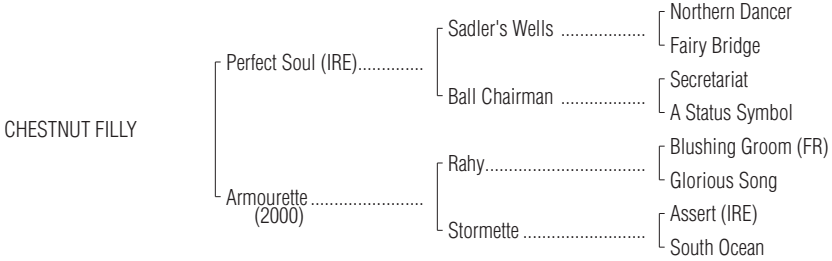 Northern Dancer
Sadler's Wells ....................
Fairy Bridge
Perfect Soul (IRE)..............
Secretariat
Ball Chairman ....................
A Status Symbol
CHESTNUT FILLY
Blushing Groom (FR)
Rahy......................................
Glorious Song
Armourette ........................
(2000)
Assert (IRE)
Stormette .............................
South Ocean